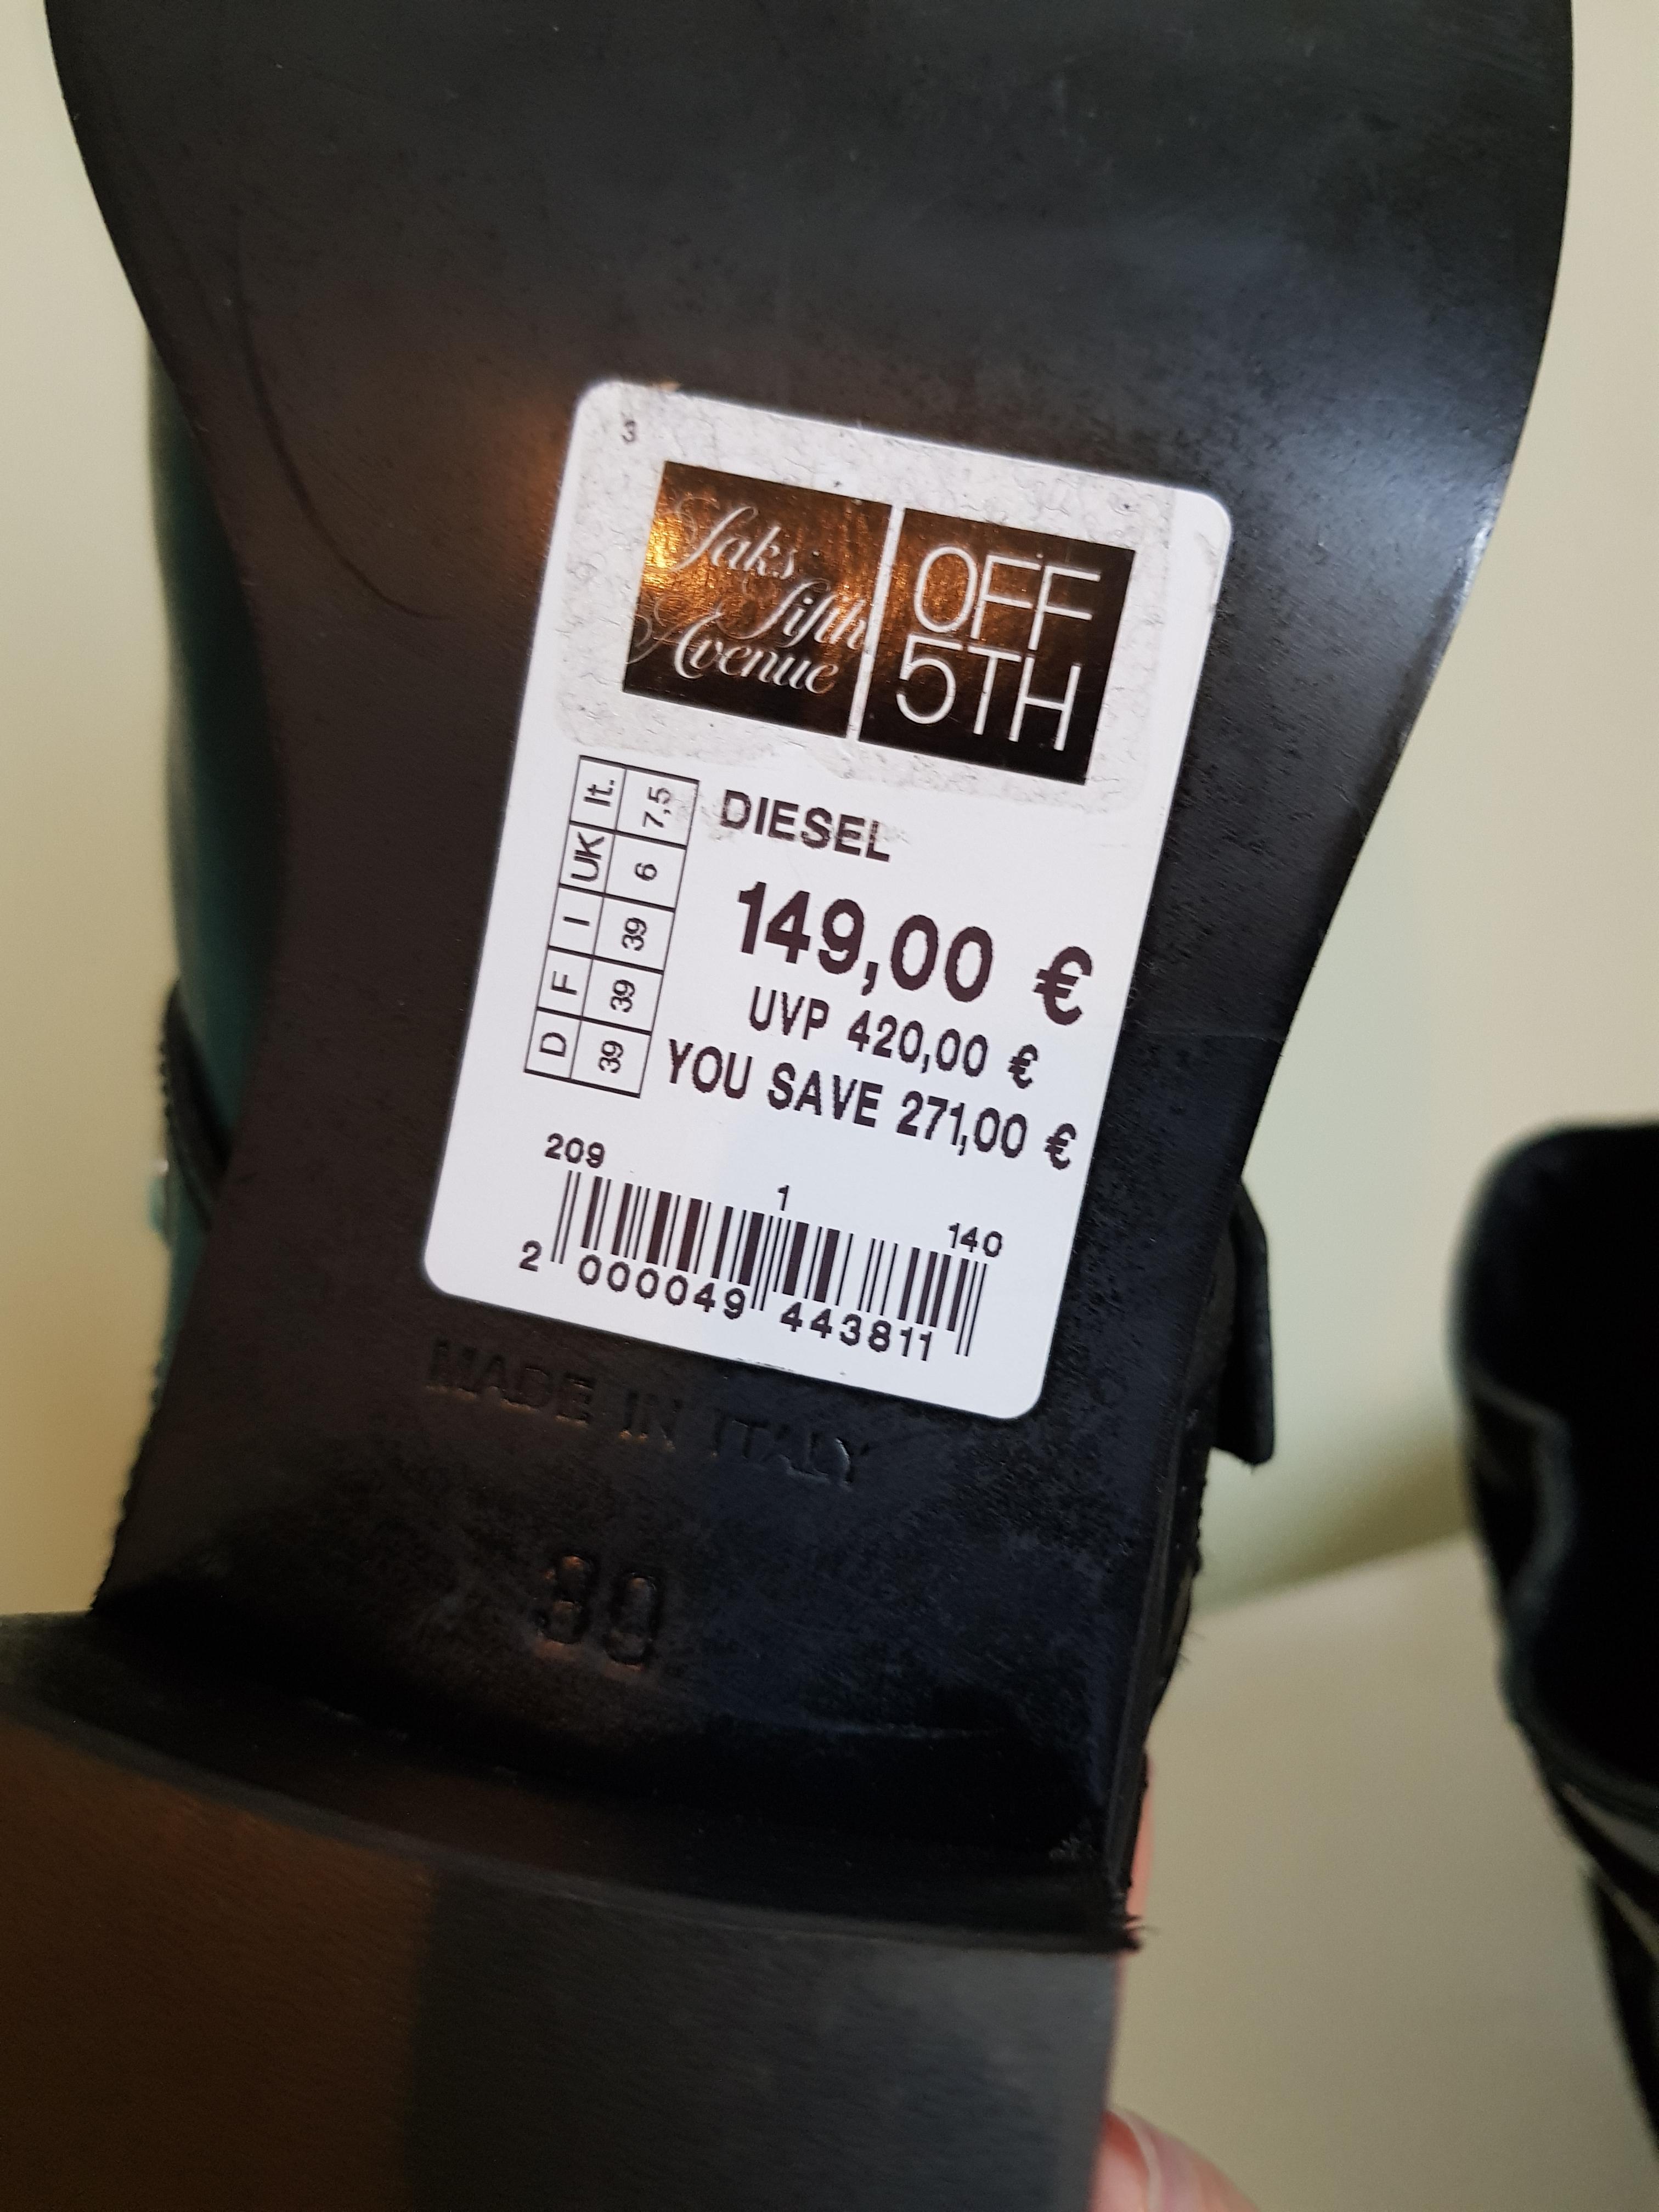 3
Saks
fifth
Avenue
OFF
5TH
It. UK I F D
7,5 6 39 39 39
DIESEL
149,00 €
UVP 420,00 €
YOU SAVE 271,00 €
209 1 140
2 000049 443811
MADE IN ITALY
39